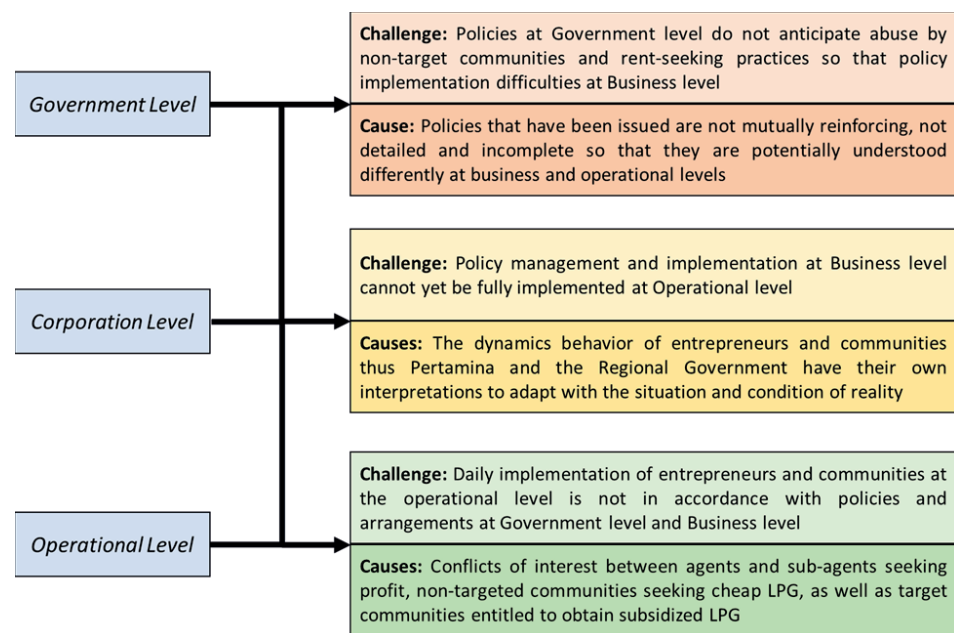 Government Level
Challenge: Policies at Government level do not anticipate abuse by
non-target communities and rent-seeking practices so that policy
implementation difficulties at Business level
Cause: Policies that have been issued are not mutually reinforcing, not
detailed and incomplete so that they are potentially understood
differently at business and operational levels
Corporation Level
Challenge: Policy management and implementation at Business level
cannot yet be fully implemented at Operational level
Causes: The dynamics behavior of entrepreneurs and communities
thus Pertamina and the Regional Government have their own
interpretations to adapt with the situation and condition of reality
Operational Level
Challenge: Daily implementation of entrepreneurs and communities at
the operational level is not in accordance with policies and
arrangements at Government level and Business level
Causes: Conflicts of interest between agents and sub-agents seeking
profit, non-targeted communities seeking cheap LPG, as well as target
communities entitled to obtain subsidized LPG